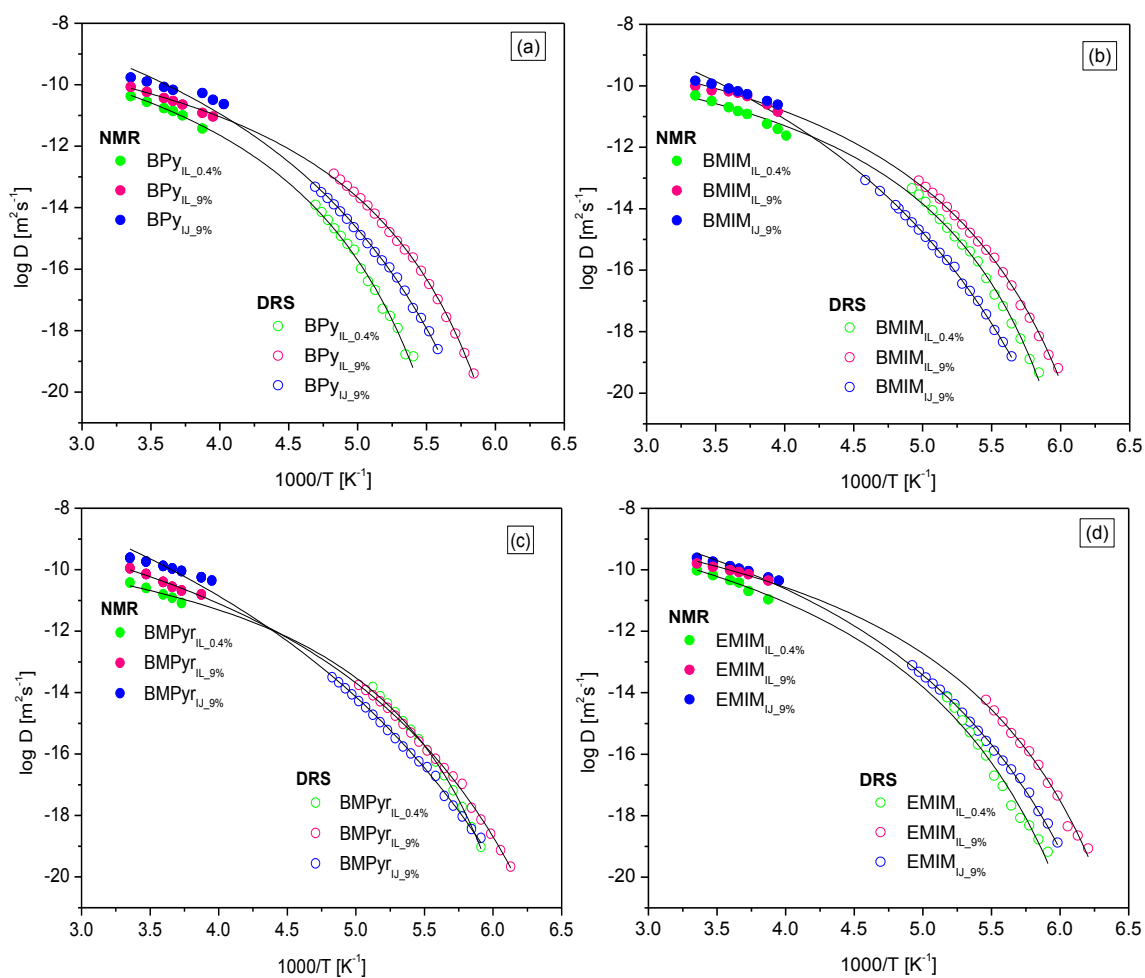 (a)
-8
-10
-12
-14
-16
-18
-20
log D [m²s⁻¹]
NMR
BPy_IL_0.4%
BPy_IL_9%
BPy_IJ_9%
DRS
BPy_IL_0.4%
BPy_IL_9%
BPy_IJ_9%
3.0 3.5 4.0 4.5 5.0 5.5 6.0 6.5
1000/T [K⁻¹]
(b)
-8
-10
-12
-14
-16
-18
-20
log D [m²s⁻¹]
NMR
BMIM_IL_0.4%
BMIM_IL_9%
BMIM_IJ_9%
DRS
BMIM_IL_0.4%
BMIM_IL_9%
BMIM_IJ_9%
3.0 3.5 4.0 4.5 5.0 5.5 6.0 6.5
1000/T [K⁻¹]
(c)
-8
-10
-12
-14
-16
-18
-20
log D [m²s⁻¹]
NMR
BMPyr_IL_0.4%
BMPyr_IL_9%
BMPyr_IJ_9%
DRS
BMPyr_IL_0.4%
BMPyr_IL_9%
BMPyr_IJ_9%
3.0 3.5 4.0 4.5 5.0 5.5 6.0 6.5
1000/T [K⁻¹]
(d)
-8
-10
-12
-14
-16
-18
-20
log D [m²s⁻¹]
NMR
EMIM_IL_0.4%
EMIM_IL_9%
EMIM_IJ_9%
DRS
EMIM_IL_0.4%
EMIM_IL_9%
EMIM_IJ_9%
3.0 3.5 4.0 4.5 5.0 5.5 6.0 6.5
1000/T [K⁻¹]